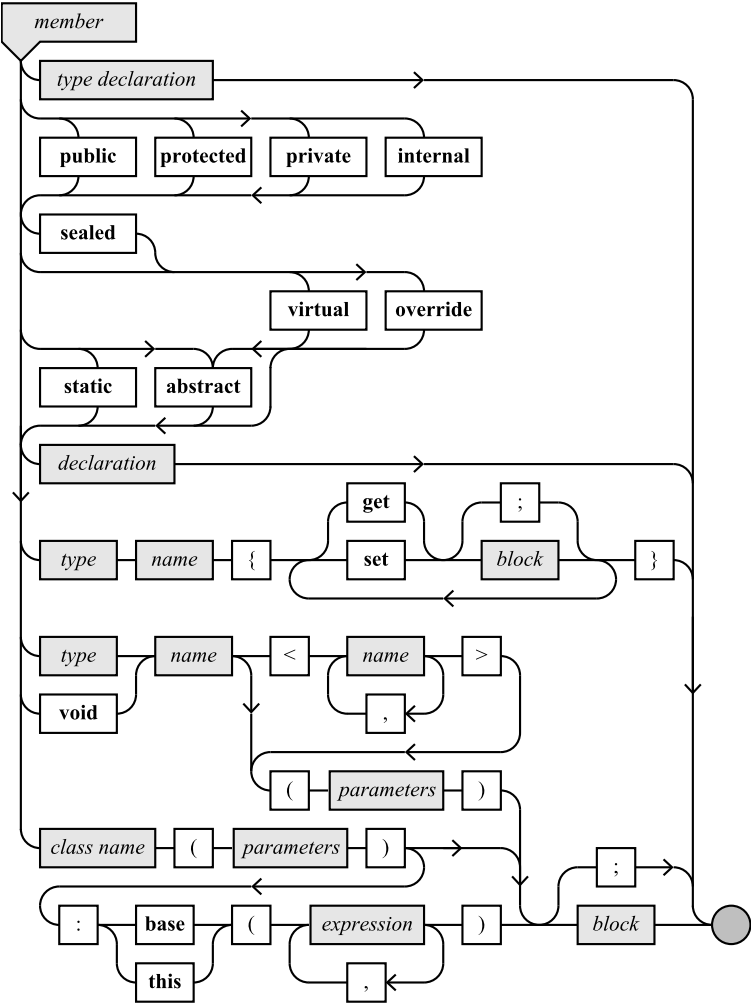 member
type declaration
public protected private internal
sealed
virtual override
static abstract
declaration
get ;
type name { set block }
type name < name >
void ,
( parameters )
class name ( parameters )
;
: base ( expression ) block
this ,